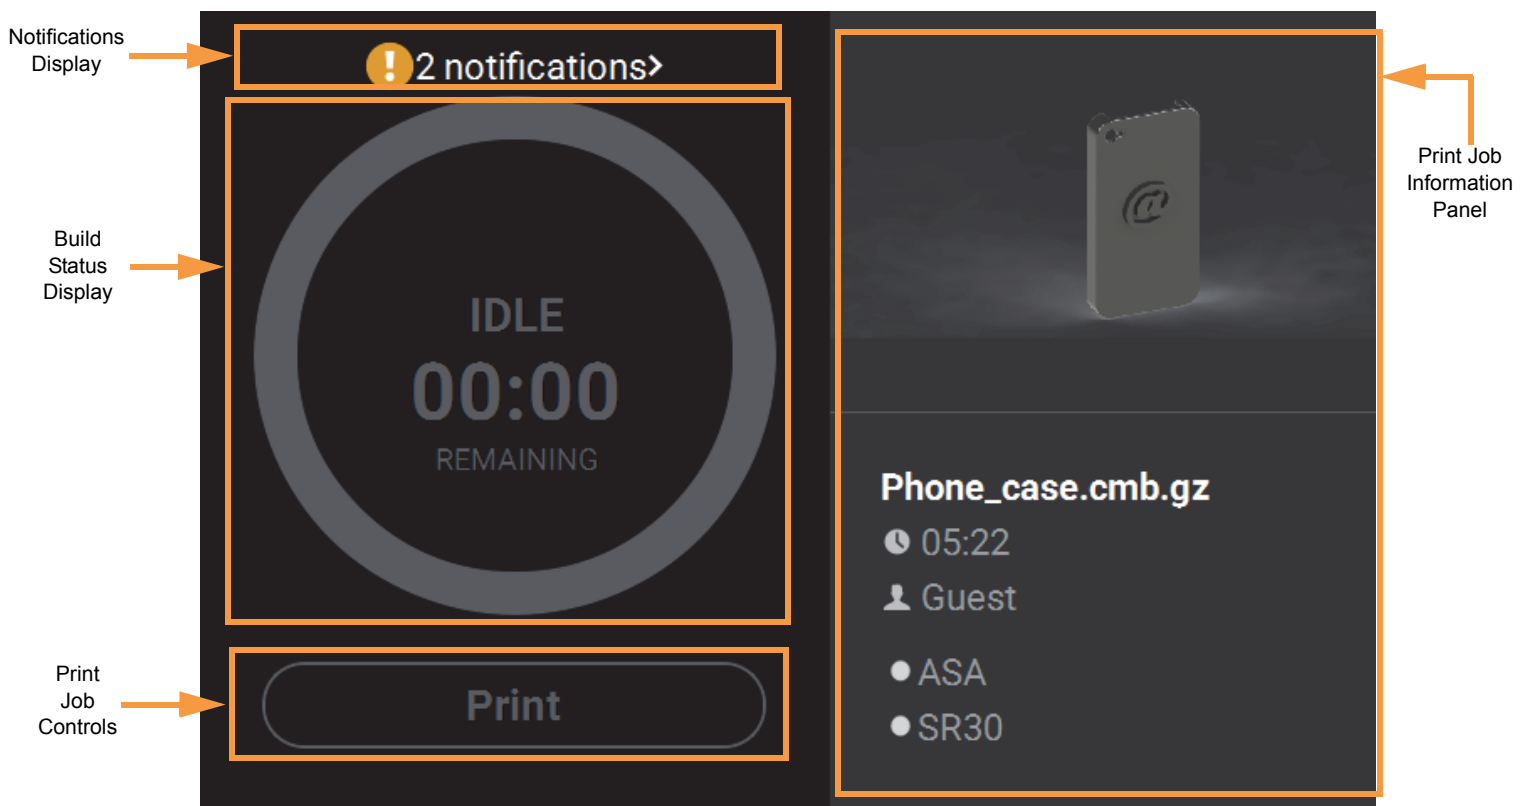 Notifications
Display
2 notifications>
Build
Status
Display
IDLE
00:00
REMAINING
Print
Job
Controls
Print
Print Job
Information
Panel
Phone_case.cmb.gz
05:22
Guest
ASA
SR30